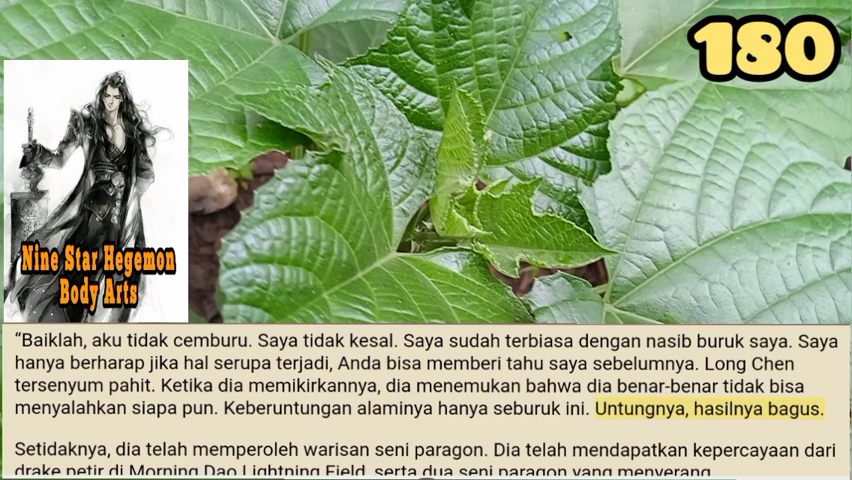 180
Nine Star Hegemon
Body Arts
“Baiklah, aku tidak cemburu. Saya tidak kesal. Saya sudah terbiasa dengan nasib buruk saya. Saya
hanya berharap jika hal serupa terjadi, Anda bisa memberi tahu saya sebelumnya. Long Chen
tersenyum pahit. Ketika dia memikirkannya, dia menemukan bahwa dia benar-benar tidak bisa
menyalahkan siapa pun. Keberuntungan alaminya hanya seburuk ini. Untungnya, hasilnya bagus.
Setidaknya, dia telah memperoleh warisan seni paragon. Dia telah mendapatkan kepercayaan dari
drake petir di Morning Dao Lightning Field, serta dua seni paragon yang menyerang.